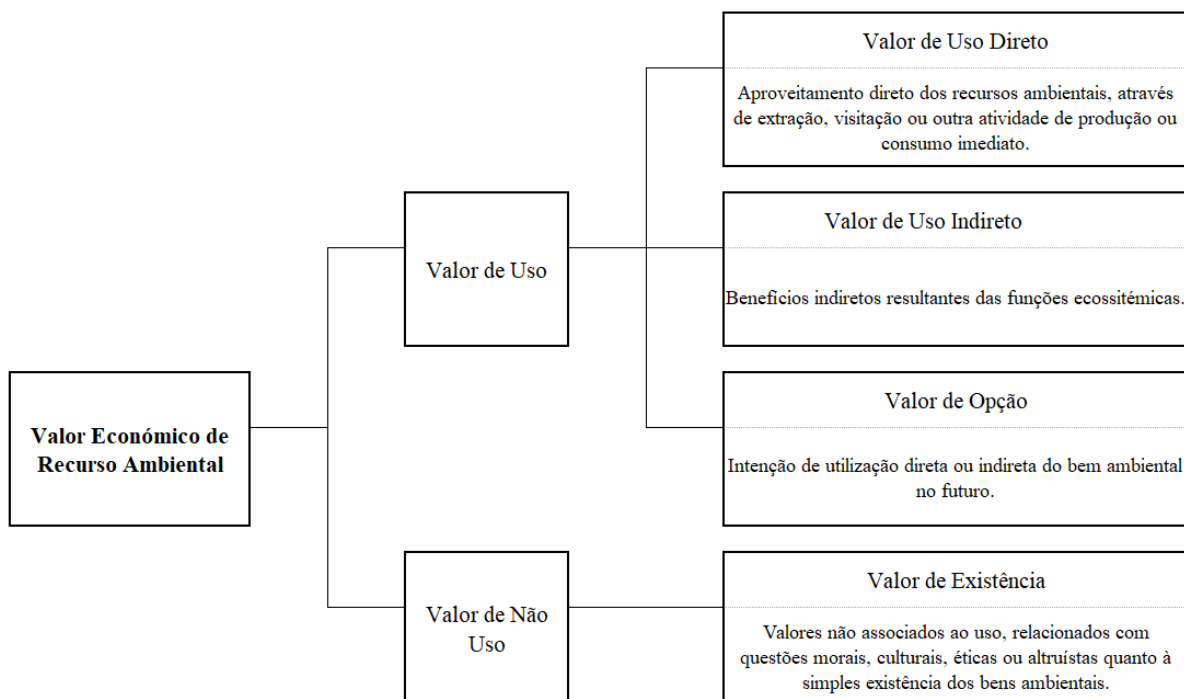 Valor de Uso Direto
Aproveitamento direto dos recursos ambientais, através
de extração, visitação ou outra atividade de produção ou
consumo imediato.
Valor de Uso
Valor de Uso Indireto
Benefícios indiretos resultantes das funções ecossitémicas.
Valor Económico de
Recurso Ambiental
Valor de Opção
Intenção de utilização direta ou indireta do bem ambiental
no futuro.
Valor de Não
Uso
Valor de Existência
Valores não associados ao uso, relacionados com
questões morais, culturais, éticas ou altruístas quanto à
simples existência dos bens ambientais.